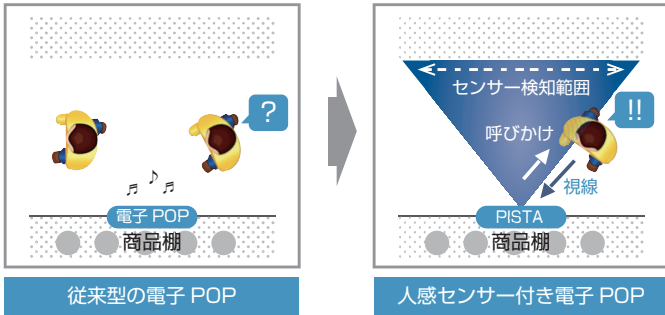 ?
電子 POP
商品棚
従来型の電子 POP
センサー検知範囲
!!
呼びかけ
視線
PISTA
商品棚
人感センサー付き電子 POP